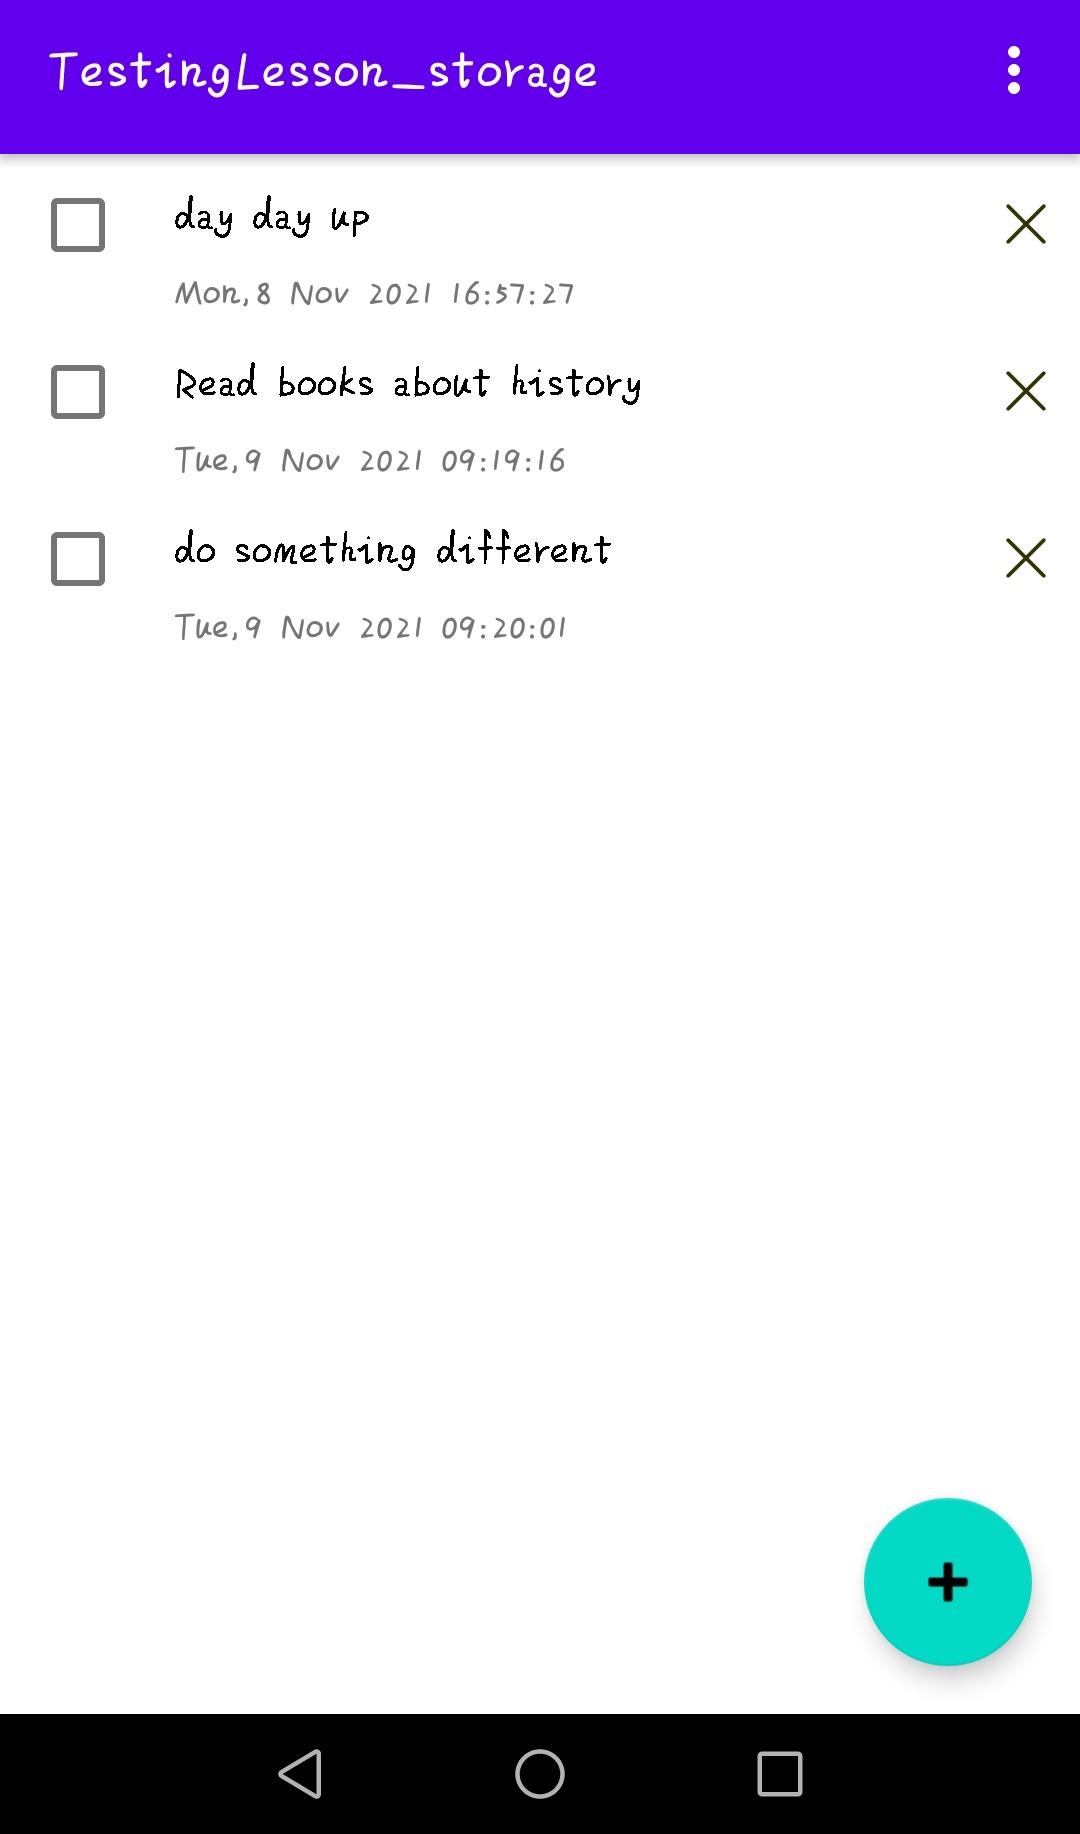 TestingLesson_storage
day day up
Mon,8 Nov 2021 16:57:27
Read books about history
Tue,9 Nov 2021 09:19:16
do something different
Tue,9 Nov 2021 09:20:01